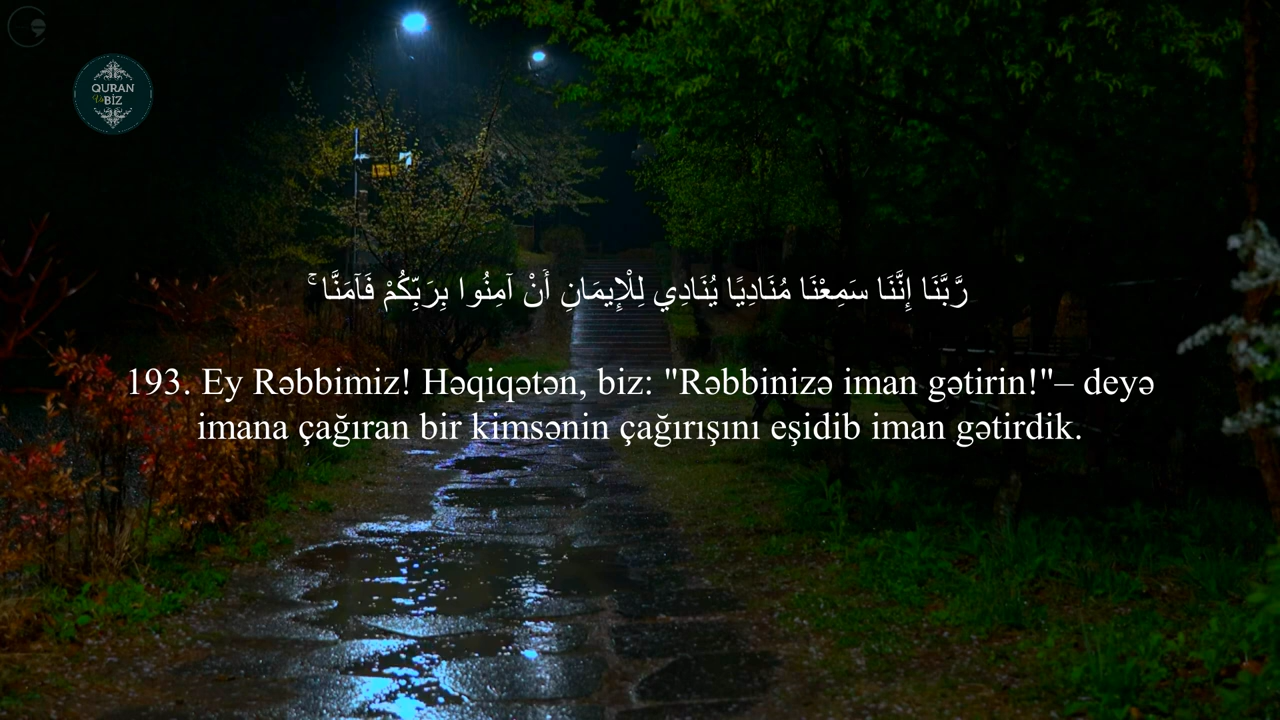 QURAN
Və
BİZ
رَّبَّنَا إِنَّنَا سَمِعْنَا مُنَادِيًا يُنَادِي لِلْإِيمَانِ أَنْ آمِنُوا بِرَبِّكُمْ فَآمَنَّا ۚ
193. Ey Rəbbimiz! Həqiqətən, biz: "Rəbbinizə iman gətirin!"– deyə
imana çağıran bir kimsənin çağırışını eşidib iman gətirdik.